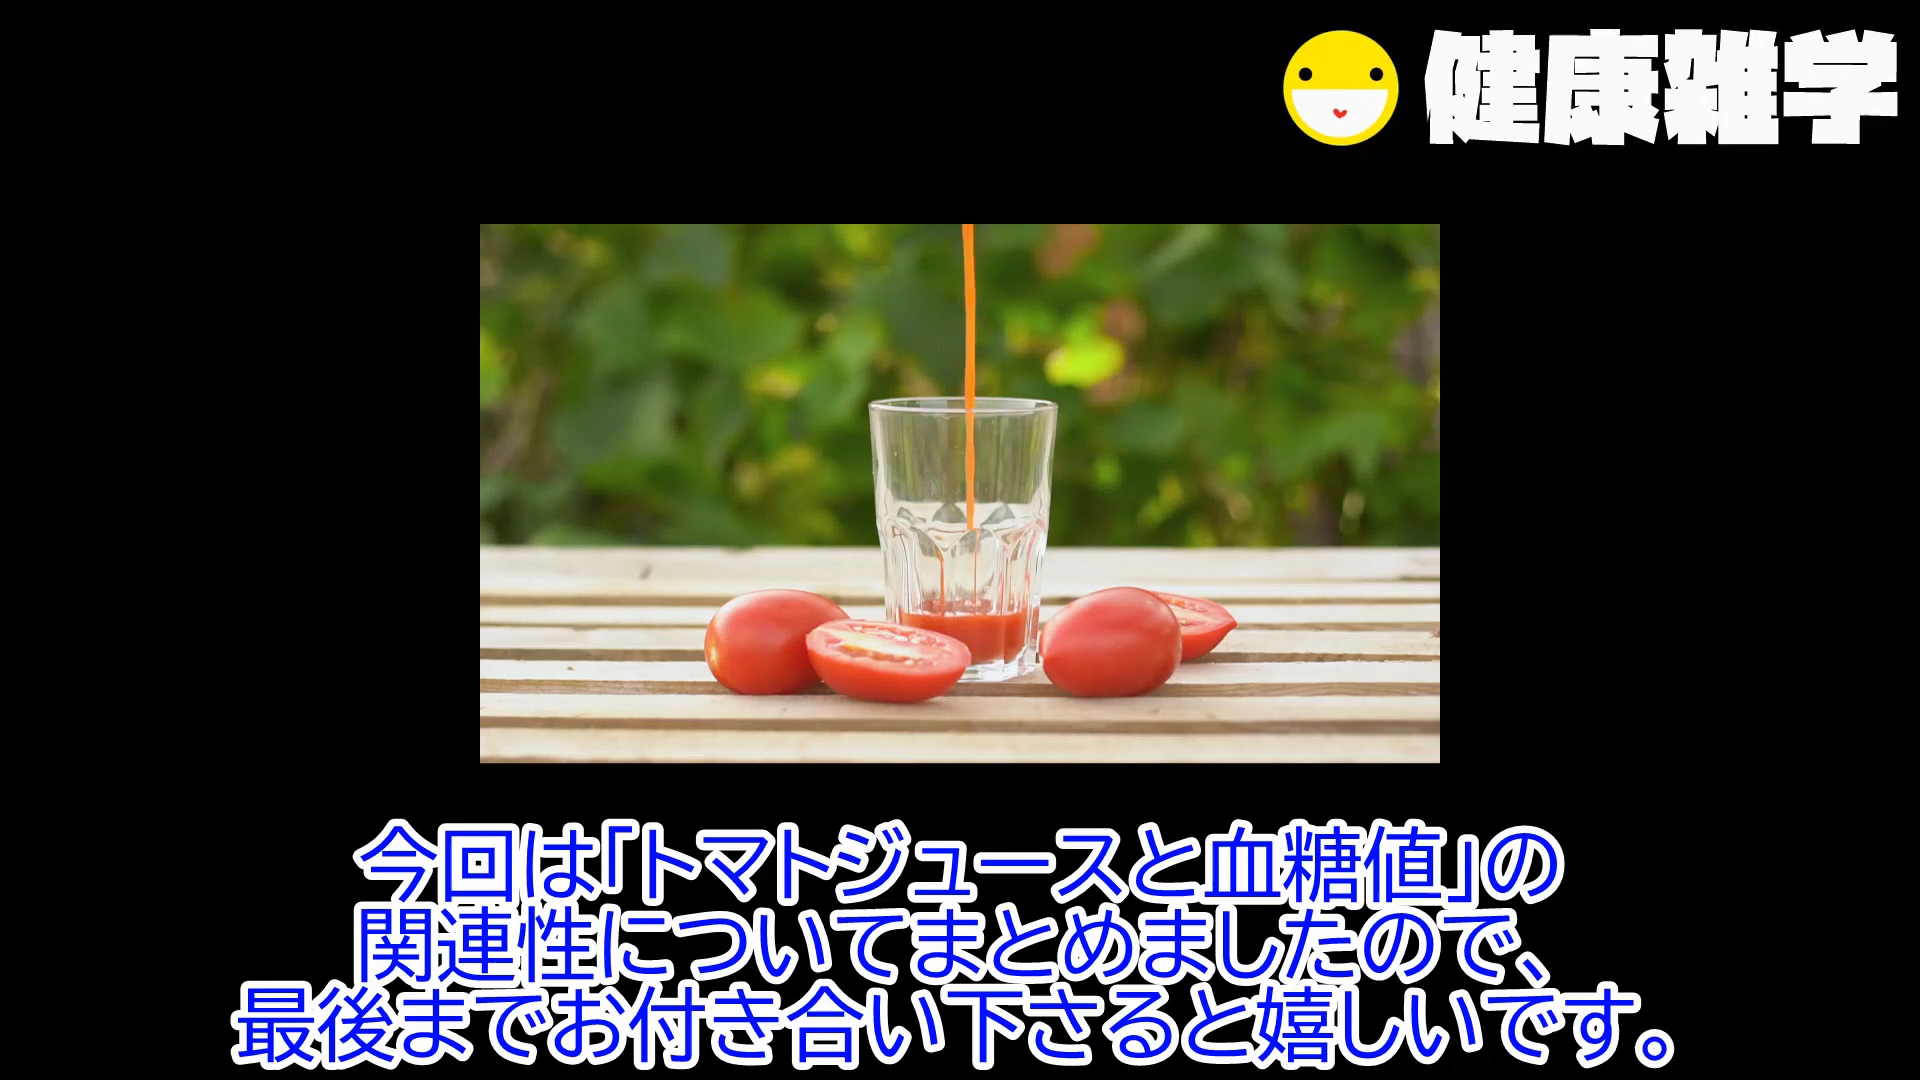 健康雑学
今回は「トマトジュースと血糖値」の
関連性についてまとめましたので、
最後までお付き合い下さると嬉しいです。